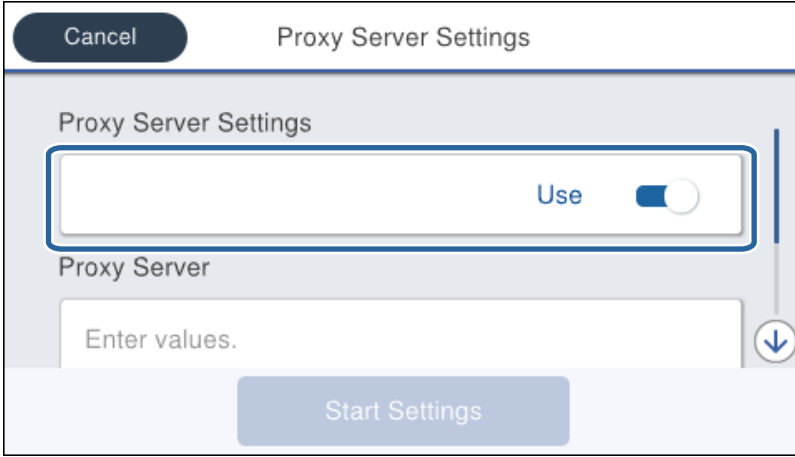 Cancel
Proxy Server Settings
Proxy Server Settings
Use
Proxy Server
Enter values.
Start Settings